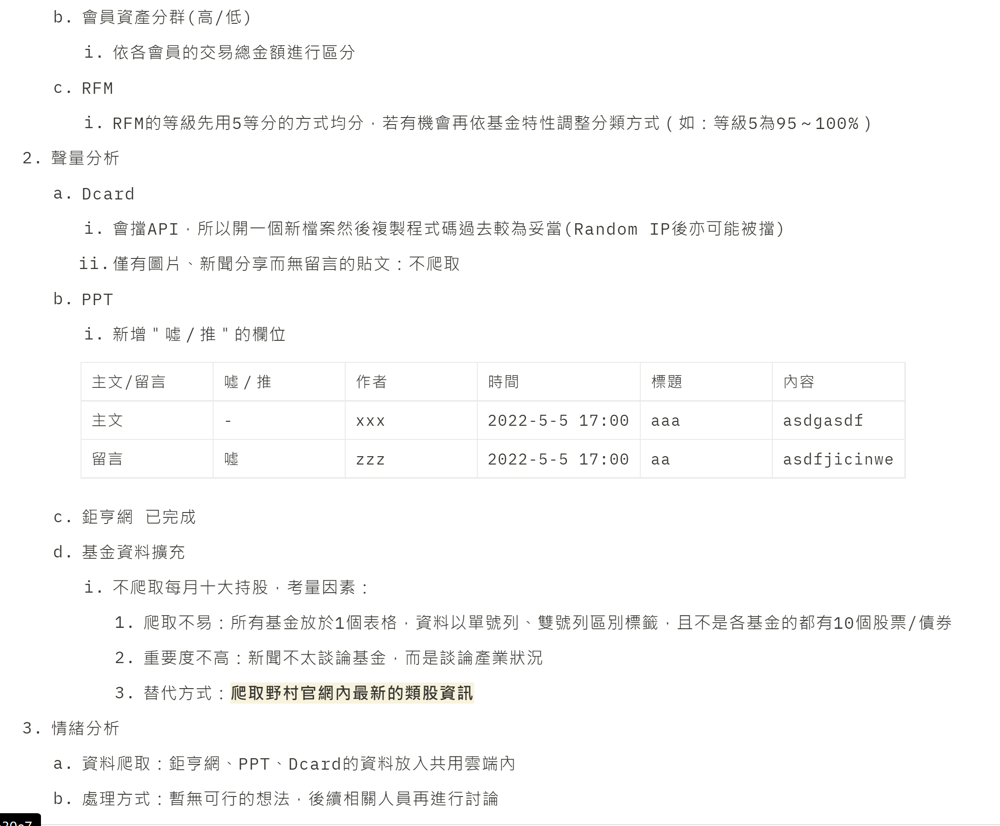 b. 會員資產分群(高/低)
i. 依各會員的交易總金額進行區分
c. RFM
i. RFM的等級先用5等分的方式均分，若有機會再依基金特性調整分類方式（如：等級5為95～100%）
2. 聲量分析
a. Dcard
i. 會擋API，所以開一個新檔案然後複製程式碼過去較為妥當(Random IP後亦可能被擋)
ii. 僅有圖片、新聞分享而無留言的貼文：不爬取
b. PPT
i. 新增＂噓／推＂的欄位
主文/留言 噓／推 作者 時間 標題 內容
主文 - xxx 2022-5-5 17:00 aaa asdgasdf
留言 噓 zzz 2022-5-5 17:00 aa asdfjicinwe
c. 鉅亨網 已完成
d. 基金資料擴充
i. 不爬取每月十大持股，考量因素：
1. 爬取不易：所有基金放於1個表格，資料以單號列、雙號列區別標籤，且不是各基金的都有10個股票/債券
2. 重要度不高：新聞不太談論基金，而是談論產業狀況
3. 替代方式：爬取野村官網內最新的類股資訊
3. 情緒分析
a. 資料爬取：鉅亨網、PPT、Dcard的資料放入共用雲端內
b. 處理方式：暫無可行的想法，後續相關人員再進行討論